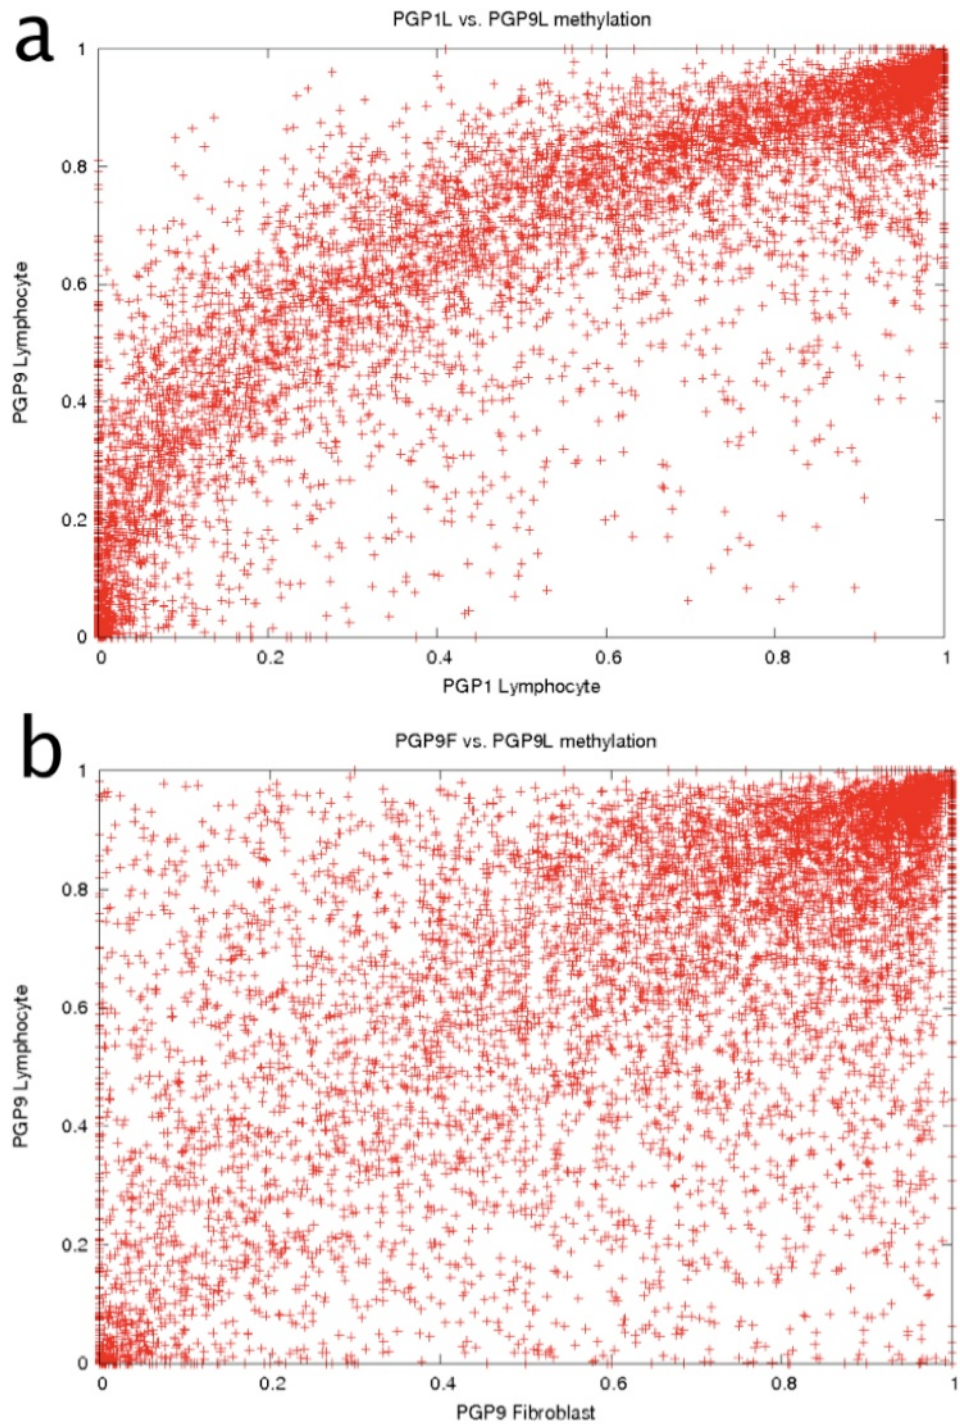 a
PGP1L vs. PGP9L methylation
1
0.8
0.6
0.4
0.2
0
PGP9 Lymphocyte
0 0.2 0.4 0.6 0.8 1
PGP1 Lymphocyte
b
PGP9F vs. PGP9L methylation
1
0.8
0.6
0.4
0.2
0
PGP9 Lymphocyte
0 0.2 0.4 0.6 0.8 1
PGP9 Fibroblast